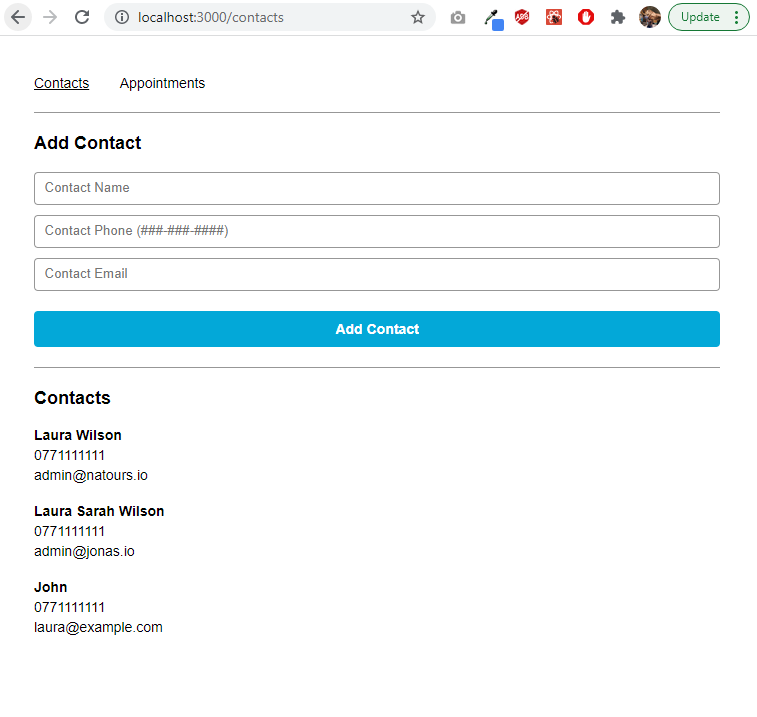 localhost:3000/contacts
ABP
Update
Contacts Appointments
Add Contact
Contact Name
Contact Phone (###-###-####)
Contact Email
Add Contact
Contacts
Laura Wilson
0771111111
admin@natours.io
Laura Sarah Wilson
0771111111
admin@jonas.io
John
0771111111
laura@example.com